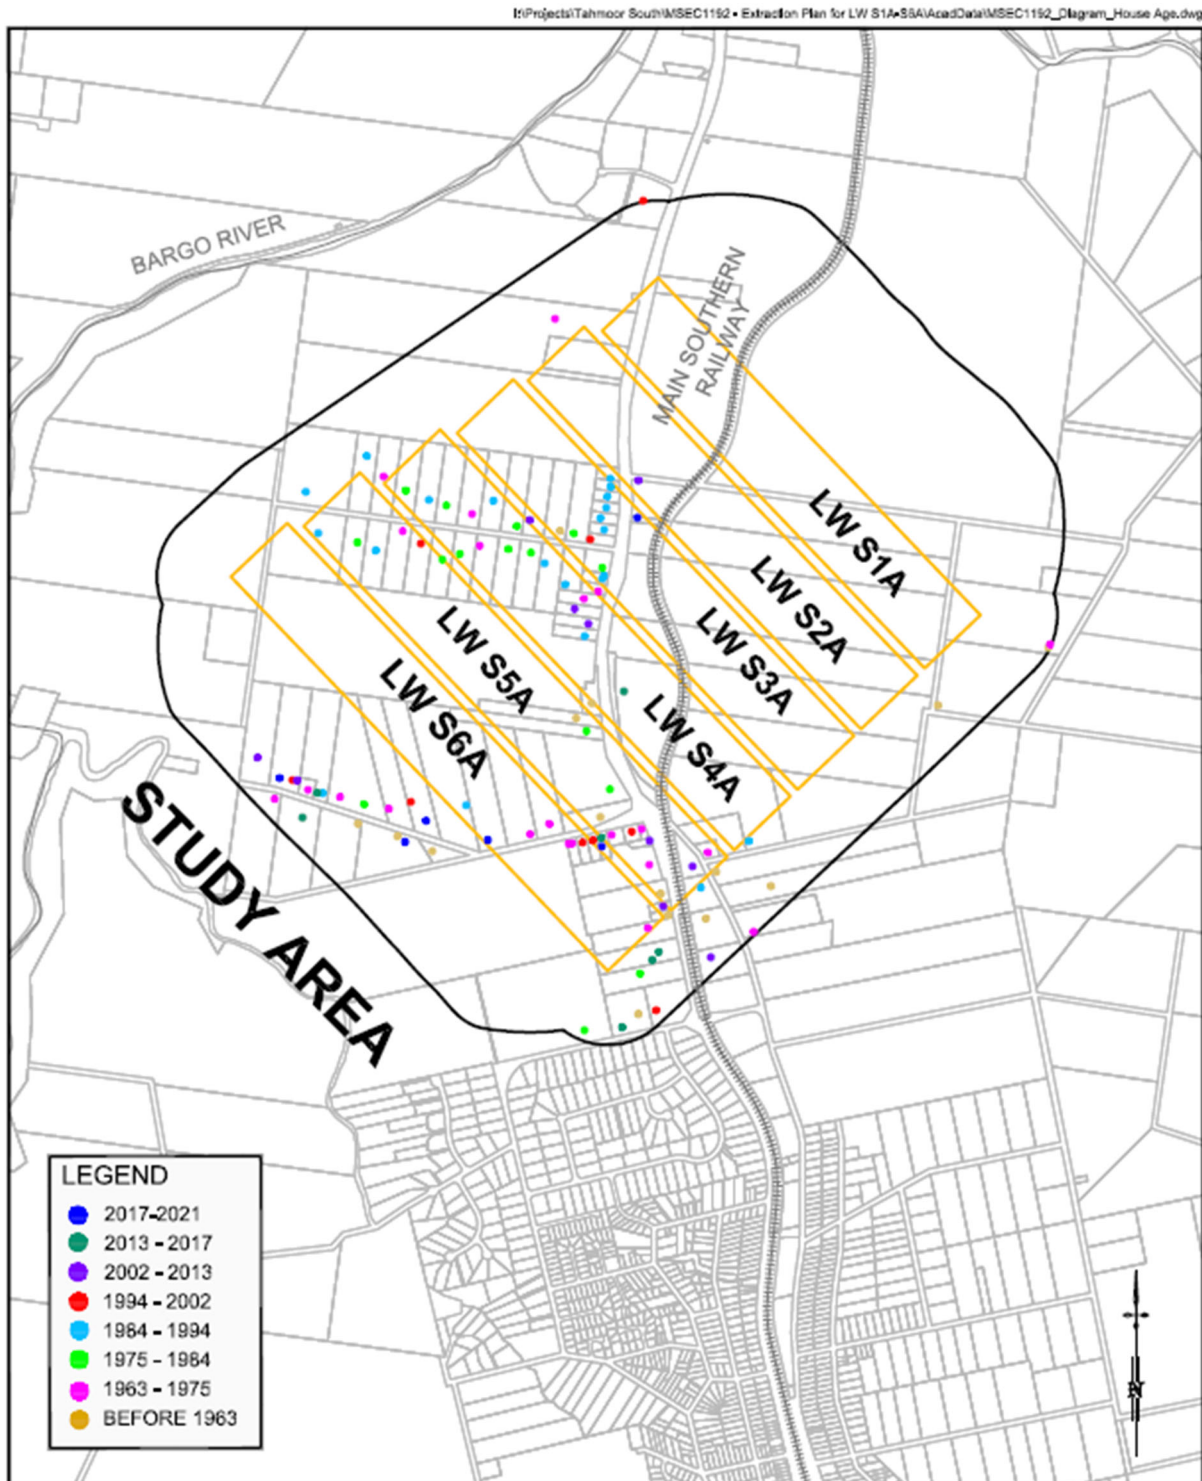 I:\Projects\Tahmoor South\MSEC1192 - Extraction Plan for LW S1A-S6A\AcadData\MSEC1192_Diagram_House Age.dwg
BARGO RIVER
MAIN SOUTHERN
RAILWAY
LW S1A
LW S2A
LW S3A
LW S4A
LW S5A
LW S6A
STUDY AREA
LEGEND
2017-2021
2013 - 2017
2002 - 2013
1994 - 2002
1984 - 1994
1975 - 1984
1963 - 1975
BEFORE 1963
N